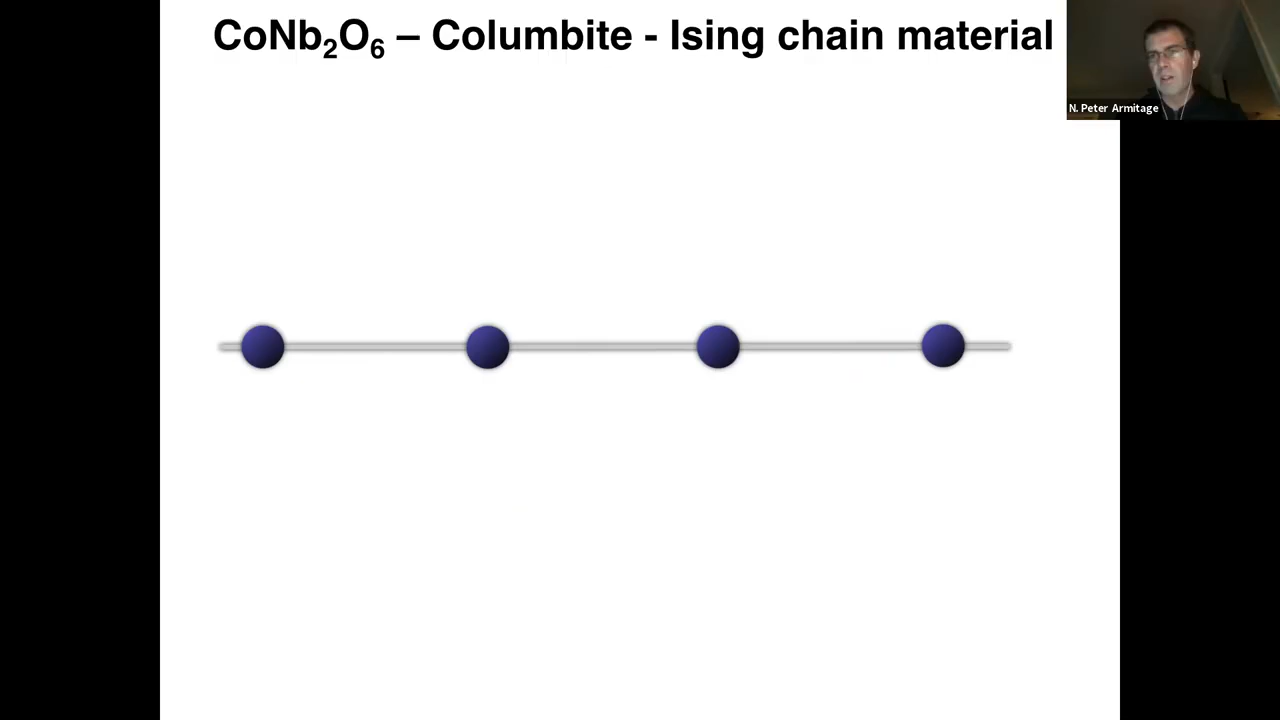 CoNb₂O₆ – Columbite - Ising chain material
N. Peter Armitage